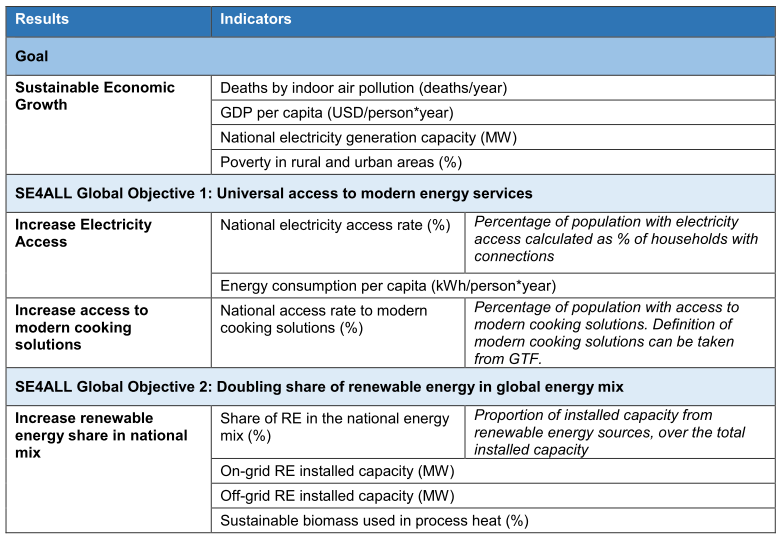 Results Indicators
Goal
Sustainable Economic
Growth
Deaths by indoor air pollution (deaths/year)
GDP per capita (USD/person*year)
National electricity generation capacity (MW)
Poverty in rural and urban areas (%)
SE4ALL Global Objective 1: Universal access to modern energy services
Increase Electricity
Access
National electricity access rate (%)
Percentage of population with electricity
access calculated as % of households with
connections
Energy consumption per capita (kWh/person*year)
Increase access to
modern cooking
solutions
National access rate to modern
cooking solutions (%)
Percentage of population with access to
modern cooking solutions. Definition of
modern cooking solutions can be taken
from GTF.
SE4ALL Global Objective 2: Doubling share of renewable energy in global energy mix
Increase renewable
energy share in national
mix
Share of RE in the national energy
mix (%)
Proportion of installed capacity from
renewable energy sources, over the total
installed capacity
On-grid RE installed capacity (MW)
Off-grid RE installed capacity (MW)
Sustainable biomass used in process heat (%)